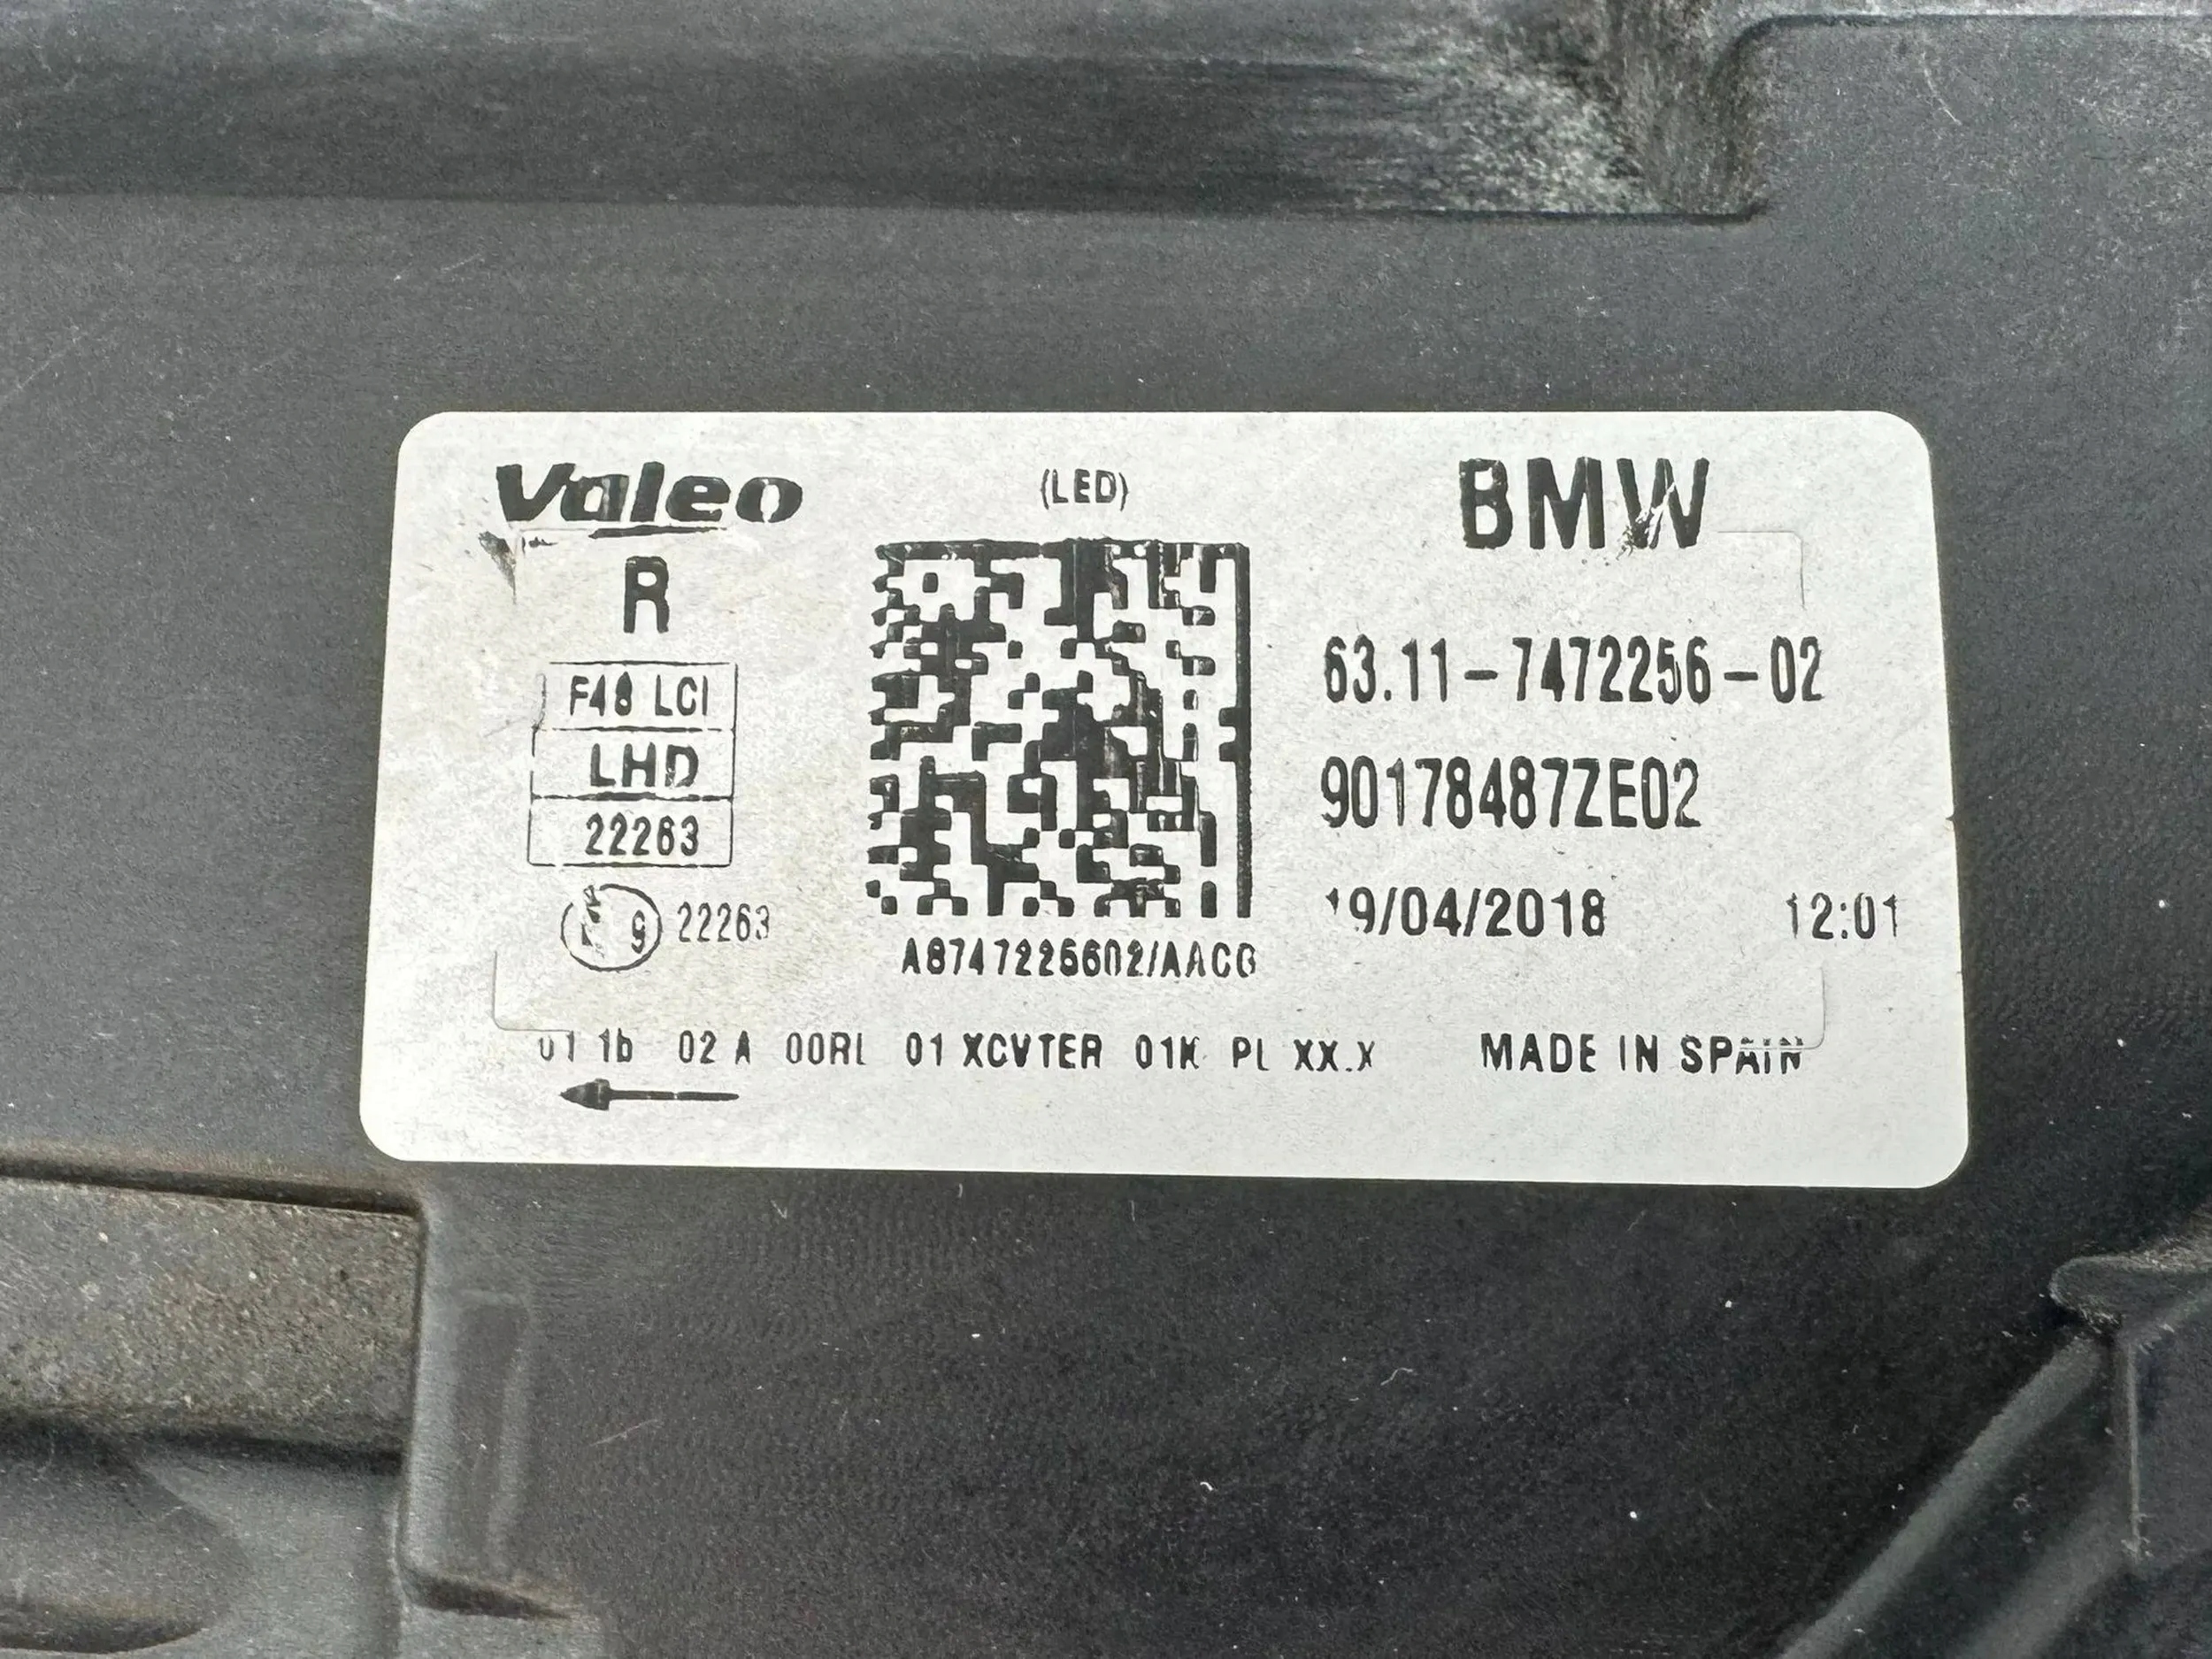 Valeo
(LED)
BMW
R
F48 LCI
LHD
22263
9 22263
63.11-7472256-02
90178487ZE02
19/04/2018 12:01
A8747225602/AACG
01 1b 02 A 00RL 01 XCVTER 01K PL XX.X MADE IN SPAIN